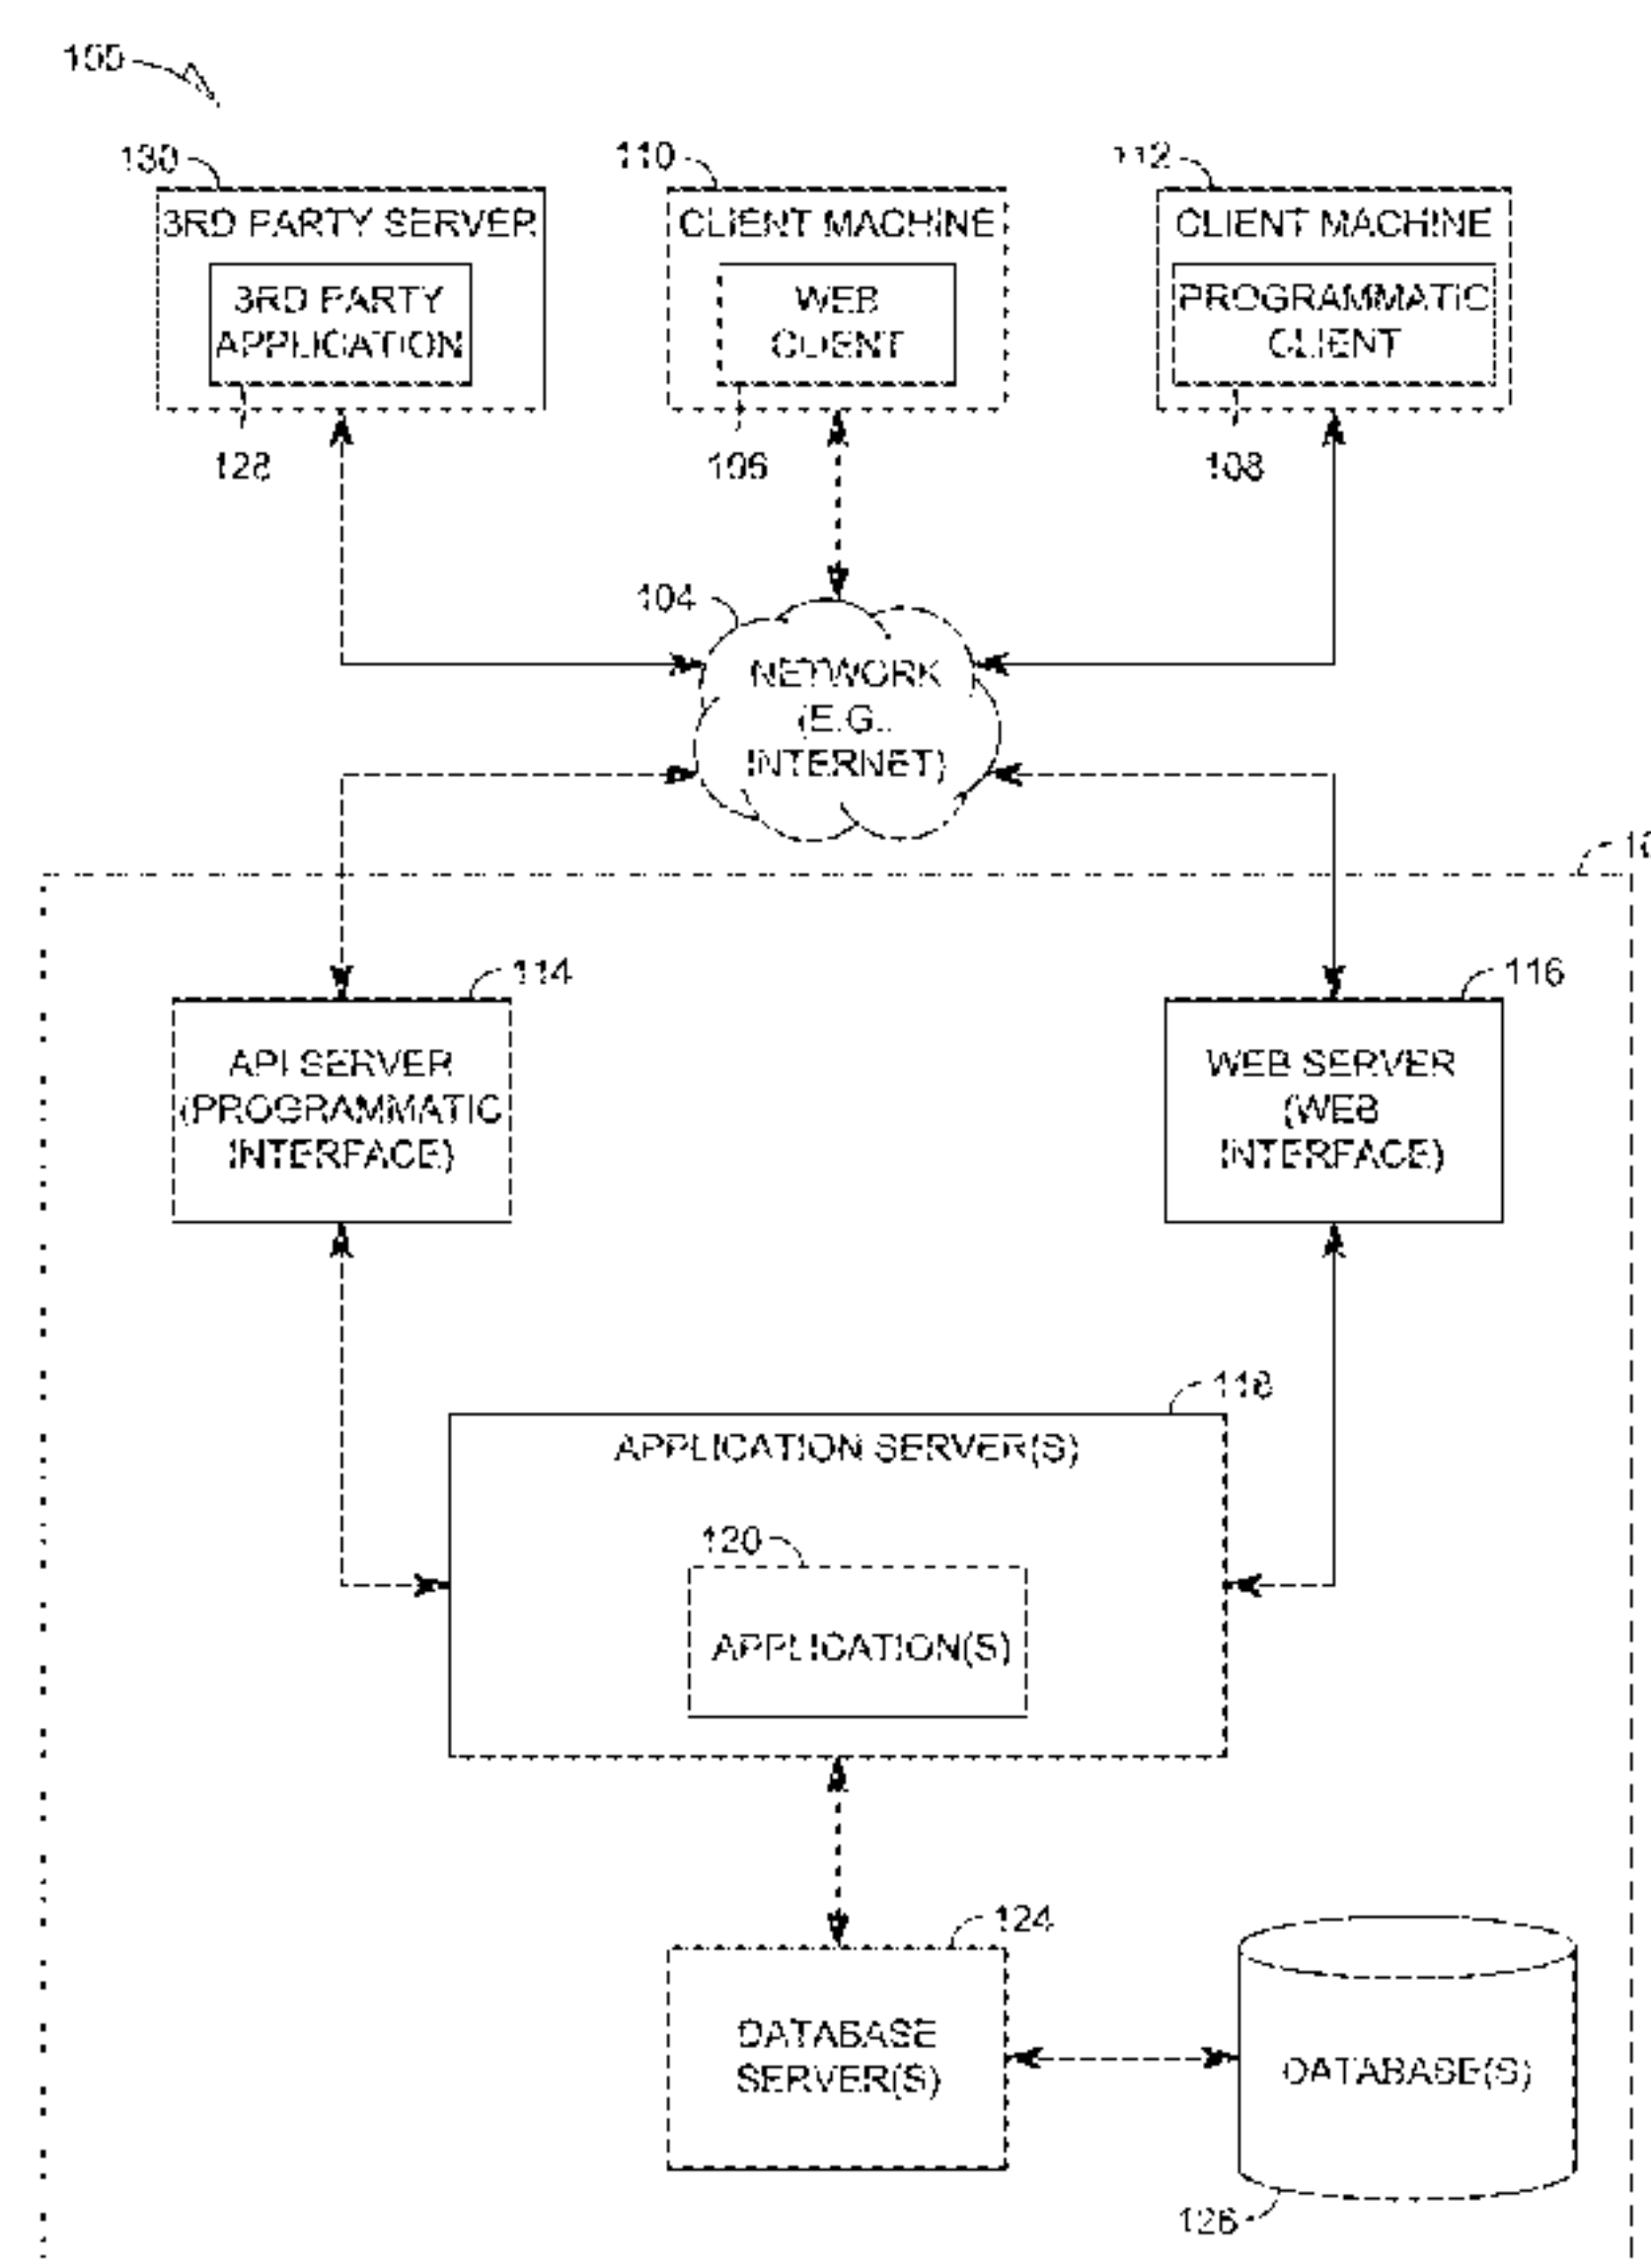 130
110
112
3RD PARTY SERVER
3RD PARTY
APPLICATION
128
CLIENT MACHINE
WEB
CLIENT
106
CLIENT MACHINE
PROGRAMMATIC
CLIENT
108
104
NETWORK
(E.G.,
INTERNET)
114
API SERVER
(PROGRAMMATIC
INTERFACE)
116
WEB SERVER
(WEB
INTERFACE)
118
APPLICATION SERVER(S)
120
APPLICATION(S)
124
DATABASE
SERVER(S)
DATABASE(S)
126